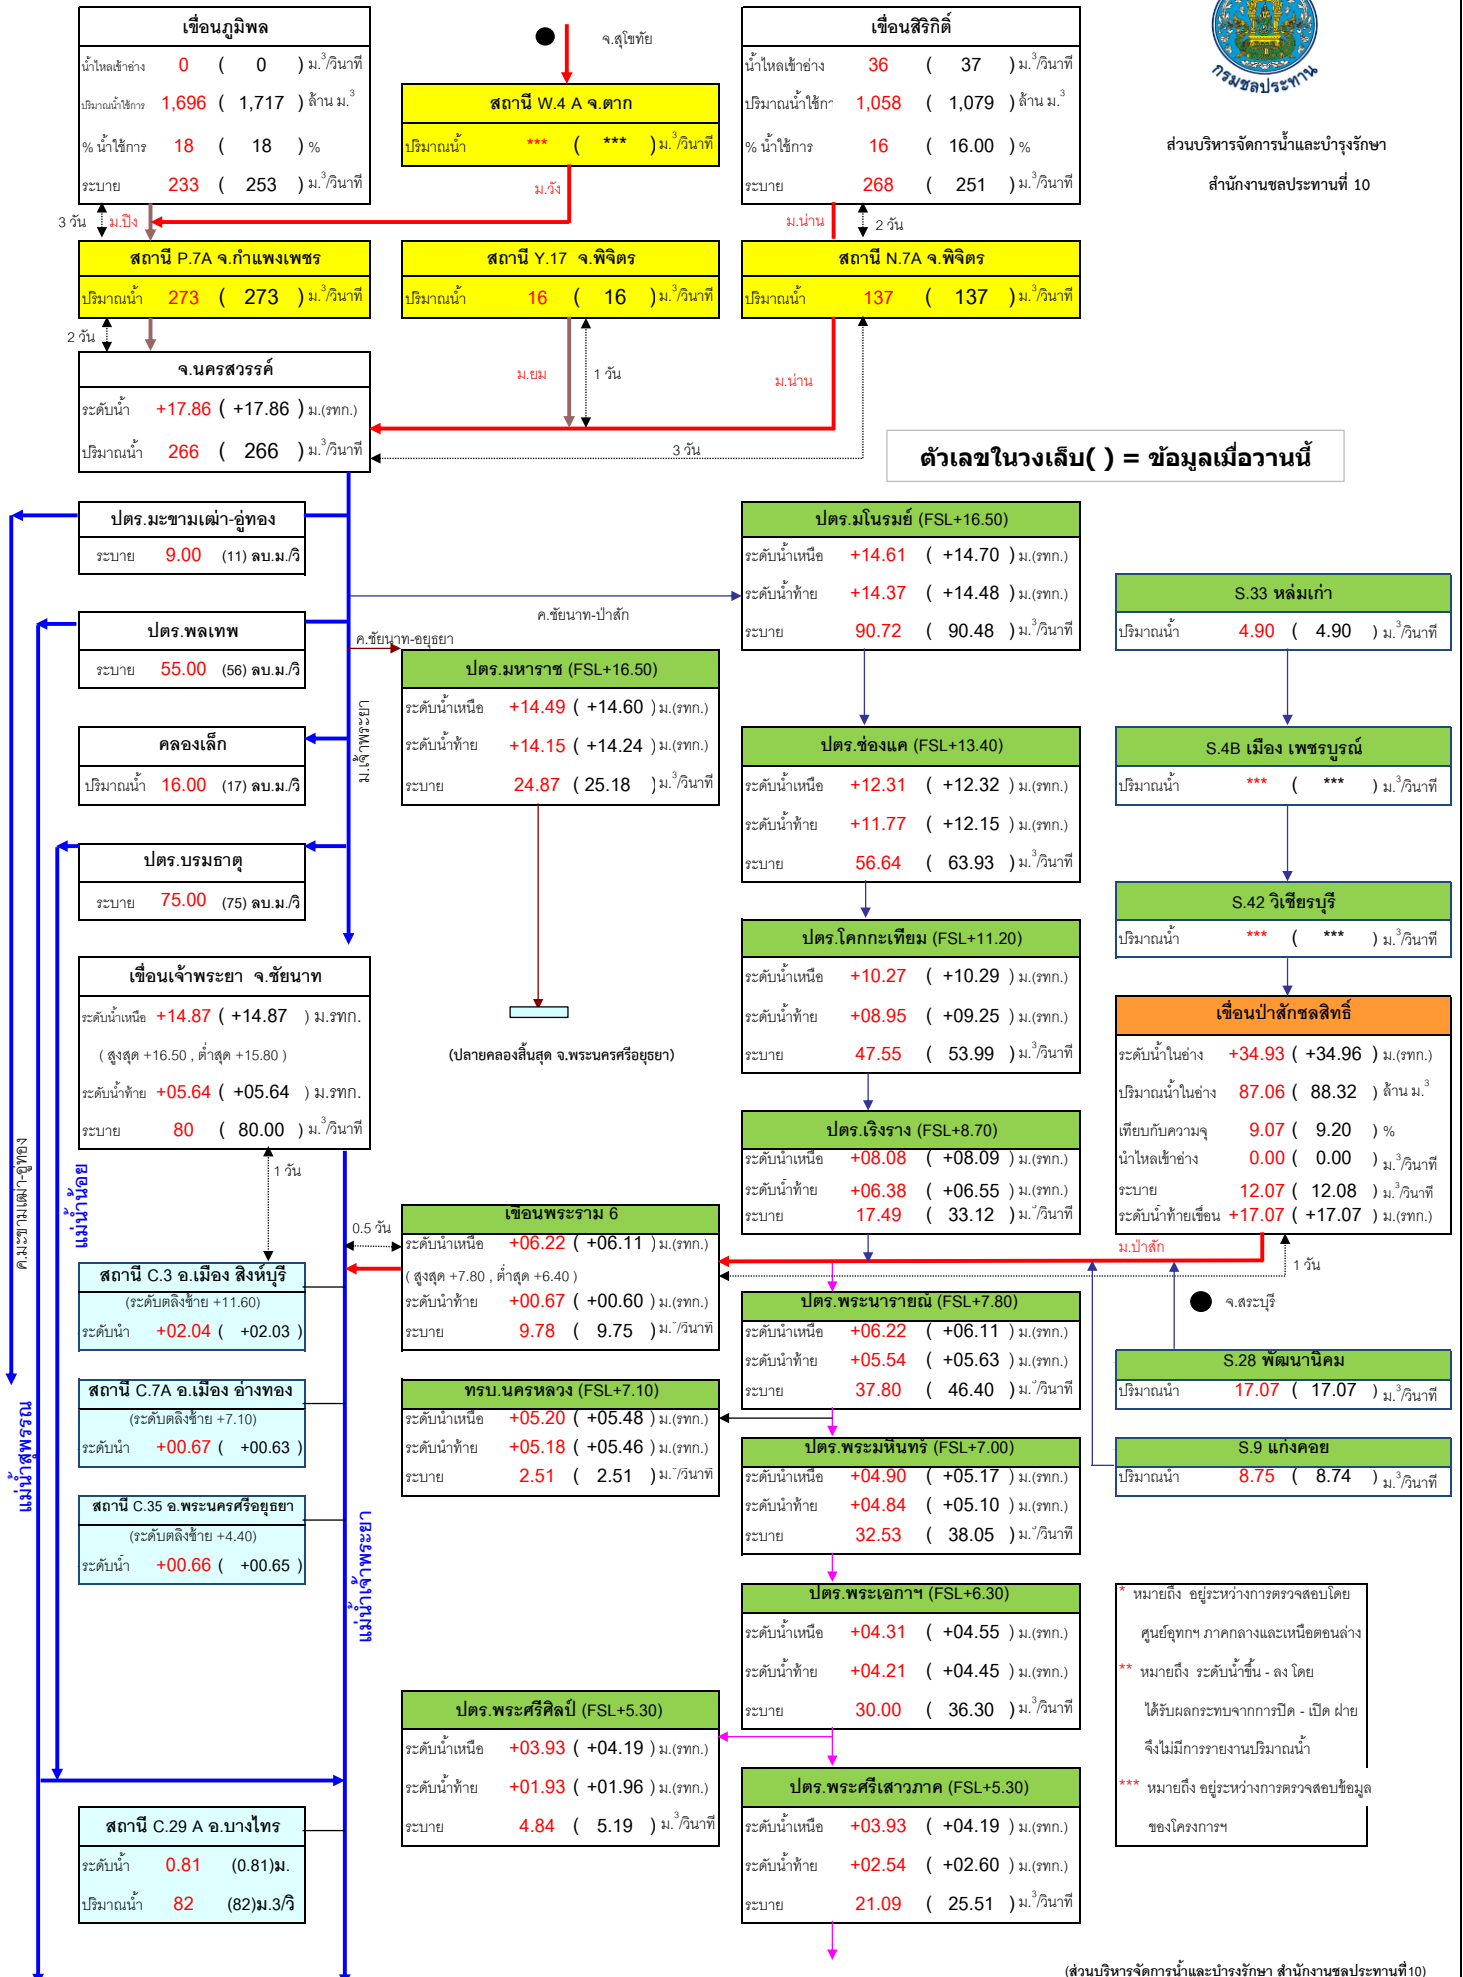 เขื่อนภูมิพล
น้ำไหลเข้าอ่าง 0 ( 0 ) ม.³/วินาที
ปริมาณน้ำใช้การ 1,696 ( 1,717 ) ล้าน ม.³
% น้ำใช้การ 18 ( 18 ) %
ระบาย 233 ( 253 ) ม.³/วินาที
จ.สุโขทัย
สถานี W.4 A จ.ตาก
ปริมาณน้ำ *** ( *** ) ม.³/วินาที
ม.วัง
เขื่อนสิริกิติ์
น้ำไหลเข้าอ่าง 36 ( 37 ) ม.³/วินาที
ปริมาณน้ำใช้กา 1,058 ( 1,079 ) ล้าน ม.³
% น้ำใช้การ 16 ( 16.00 ) %
ระบาย 268 ( 251 ) ม.³/วินาที
กรมชลประทาน
ส่วนบริหารจัดการน้ำและบำรุงรักษา
สำนักงานชลประทานที่ 10
3 วัน ม.ปิง
ม.น่าน 2 วัน
สถานี P.7A จ.กำแพงเพชร
ปริมาณน้ำ 273 ( 273 ) ม.³/วินาที
สถานี Y.17 จ.พิจิตร
ปริมาณน้ำ 16 ( 16 ) ม.³/วินาที
สถานี N.7A จ.พิจิตร
ปริมาณน้ำ 137 ( 137 ) ม.³/วินาที
2 วัน
ม.ยม 1 วัน
ม.น่าน
3 วัน
จ.นครสวรรค์
ระดับน้ำ +17.86 ( +17.86 ) ม.(รทก.)
ปริมาณน้ำ 266 ( 266 ) ม.³/วินาที
ตัวเลขในวงเล็บ( ) = ข้อมูลเมื่อวานนี้
ปตร.มะขามเฒ่า-อู่ทอง
ระบาย 9.00 (11) ลบ.ม./วิ
ปตร.พลเทพ
ระบาย 55.00 (56) ลบ.ม./วิ
คลองเล็ก
ปริมาณน้ำ 16.00 (17) ลบ.ม./วิ
ปตร.บรมธาตุ
ระบาย 75.00 (75) ลบ.ม./วิ
ค.ชัยนาท-ป่าสัก
ค.ชัยนาท-อยุธยา
ม.เจ้าพระยา
ปตร.มหาราช (FSL+16.50)
ระดับน้ำเหนือ +14.49 ( +14.60 ) ม.(รทก.)
ระดับน้ำท้าย +14.15 ( +14.24 ) ม.(รทก.)
ระบาย 24.87 ( 25.18 ) ม.³/วินาที
(ปลายคลองสิ้นสุด จ.พระนครศรีอยุธยา)
ปตร.มโนรมย์ (FSL+16.50)
ระดับน้ำเหนือ +14.61 ( +14.70 ) ม.(รทก.)
ระดับน้ำท้าย +14.37 ( +14.48 ) ม.(รทก.)
ระบาย 90.72 ( 90.48 ) ม.³/วินาที
ปตร.ช่องแค (FSL+13.40)
ระดับน้ำเหนือ +12.31 ( +12.32 ) ม.(รทก.)
ระดับน้ำท้าย +11.77 ( +12.15 ) ม.(รทก.)
ระบาย 56.64 ( 63.93 ) ม.³/วินาที
ปตร.โคกกะเทียม (FSL+11.20)
ระดับน้ำเหนือ +10.27 ( +10.29 ) ม.(รทก.)
ระดับน้ำท้าย +08.95 ( +09.25 ) ม.(รทก.)
ระบาย 47.55 ( 53.99 ) ม.³/วินาที
ปตร.เริงราง (FSL+8.70)
ระดับน้ำเหนือ +08.08 ( +08.09 ) ม.(รทก.)
ระดับน้ำท้าย +06.38 ( +06.55 ) ม.(รทก.)
ระบาย 17.49 ( 33.12 ) ม.³/วินาที
S.33 หล่มเก่า
ปริมาณน้ำ 4.90 ( 4.90 ) ม.³/วินาที
S.4B เมือง เพชรบูรณ์
ปริมาณน้ำ *** ( *** ) ม.³/วินาที
S.42 วิเชียรบุรี
ปริมาณน้ำ *** ( *** ) ม.³/วินาที
เขื่อนป่าสักชลสิทธิ์
ระดับน้ำในอ่าง +34.93 ( +34.96 ) ม.(รทก.)
ปริมาณน้ำในอ่าง 87.06 ( 88.32 ) ล้าน ม.³
เทียบกับความจุ 9.07 ( 9.20 ) %
น้ำไหลเข้าอ่าง 0.00 ( 0.00 ) ม.³/วินาที
ระบาย 12.07 ( 12.08 ) ม.³/วินาที
ระดับน้ำท้ายเขื่อน +17.07 ( +17.07 ) ม.(รทก.)
ม.ป่าสัก
1 วัน
จ.สระบุรี
เขื่อนเจ้าพระยา จ.ชัยนาท
ระดับน้ำเหนือ +14.87 ( +14.87 ) ม.รทก.
( สูงสุด +16.50 , ต่ำสุด +15.80 )
ระดับน้ำท้าย +05.64 ( +05.64 ) ม.รทก.
ระบาย 80 ( 80.00 ) ม.³/วินาที
1 วัน
0.5 วัน
ค.มะขามเฒ่า-อู่ทอง
แม่น้ำน้อย
แม่น้ำสุพรรณ
แม่น้ำเจ้าพระยา
เขื่อนพระราม 6
ระดับน้ำเหนือ +06.22 ( +06.11 ) ม.(รทก.)
( สูงสุด +7.80 , ต่ำสุด +6.40 )
ระดับน้ำท้าย +00.67 ( +00.60 ) ม.(รทก.)
ระบาย 9.78 ( 9.75 ) ม.³/วินาที
สถานี C.3 อ.เมือง สิงห์บุรี
(ระดับตลิ่งซ้าย +11.60)
ระดับน้ำ +02.04 ( +02.03 )
สถานี C.7A อ.เมือง อ่างทอง
(ระดับตลิ่งซ้าย +7.10)
ระดับน้ำ +00.67 ( +00.63 )
สถานี C.35 อ.พระนครศรีอยุธยา
(ระดับตลิ่งซ้าย +4.40)
ระดับน้ำ +00.66 ( +00.65 )
ทรบ.นครหลวง (FSL+7.10)
ระดับน้ำเหนือ +05.20 ( +05.48 ) ม.(รทก.)
ระดับน้ำท้าย +05.18 ( +05.46 ) ม.(รทก.)
ระบาย 2.51 ( 2.51 ) ม.³/วินาที
ปตร.พระนารายณ์ (FSL+7.80)
ระดับน้ำเหนือ +06.22 ( +06.11 ) ม.(รทก.)
ระดับน้ำท้าย +05.54 ( +05.63 ) ม.(รทก.)
ระบาย 37.80 ( 46.40 ) ม.³/วินาที
ปตร.พระมหินทร์ (FSL+7.00)
ระดับน้ำเหนือ +04.90 ( +05.17 ) ม.(รทก.)
ระดับน้ำท้าย +04.84 ( +05.10 ) ม.(รทก.)
ระบาย 32.53 ( 38.05 ) ม.³/วินาที
S.28 พัฒนานิคม
ปริมาณน้ำ 17.07 ( 17.07 ) ม.³/วินาที
S.9 แก่งคอย
ปริมาณน้ำ 8.75 ( 8.74 ) ม.³/วินาที
ปตร.พระเอกาฯ (FSL+6.30)
ระดับน้ำเหนือ +04.31 ( +04.55 ) ม.(รทก.)
ระดับน้ำท้าย +04.21 ( +04.45 ) ม.(รทก.)
ระบาย 30.00 ( 36.30 ) ม.³/วินาที
ปตร.พระศรีศิลป์ (FSL+5.30)
ระดับน้ำเหนือ +03.93 ( +04.19 ) ม.(รทก.)
ระดับน้ำท้าย +01.93 ( +01.96 ) ม.(รทก.)
ระบาย 4.84 ( 5.19 ) ม.³/วินาที
ปตร.พระศรีเสาวภาค (FSL+5.30)
ระดับน้ำเหนือ +03.93 ( +04.19 ) ม.(รทก.)
ระดับน้ำท้าย +02.54 ( +02.60 ) ม.(รทก.)
ระบาย 21.09 ( 25.51 ) ม.³/วินาที
* หมายถึง อยู่ระหว่างการตรวจสอบโดย
ศูนย์อุทกฯ ภาคกลางและเหนือตอนล่าง
** หมายถึง ระดับน้ำขึ้น - ลง โดย
ได้รับผลกระทบจากการปิด - เปิด ฝาย
จึงไม่มีการรายงานปริมาณน้ำ
*** หมายถึง อยู่ระหว่างการตรวจสอบข้อมูล
ของโครงการฯ
สถานี C.29 A อ.บางไทร
ระดับน้ำ 0.81 (0.81)ม.
ปริมาณน้ำ 82 (82)ม.3/วิ
(ส่วนบริหารจัดการน้ำและบำรุงรักษา สำนักงานชลประทานที่10)